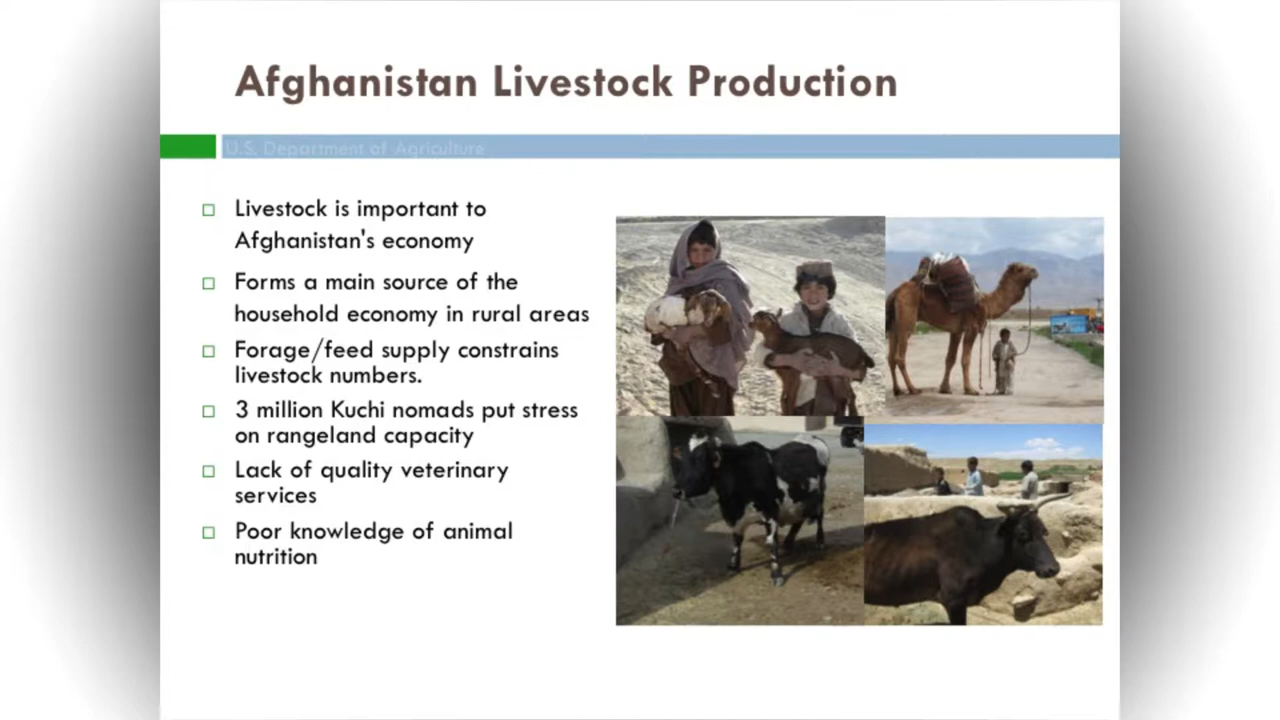 Afghanistan Livestock Production
U.S. Department of Agriculture
Livestock is important to
Afghanistan's economy
Forms a main source of the
household economy in rural areas
Forage/feed supply constrains
livestock numbers.
3 million Kuchi nomads put stress
on rangeland capacity
Lack of quality veterinary
services
Poor knowledge of animal
nutrition